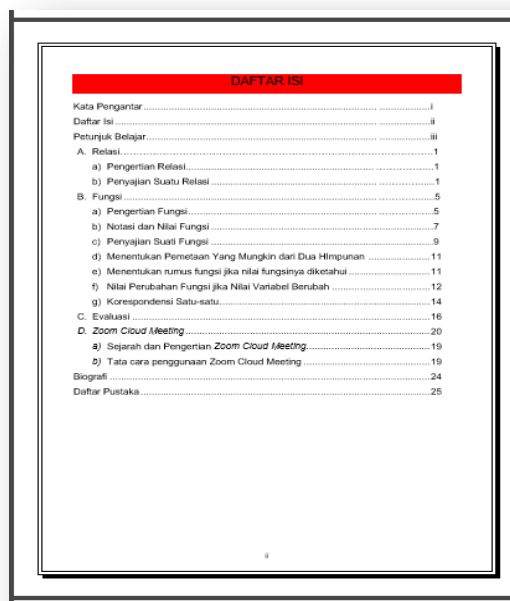 DAFTAR ISI
Kata Pengantar........i
Daftar Isi........ii
Petunjuk Belajar........iii
A. Relasi........1
a) Pengertian Relasi........1
b) Penyajian Suatu Relasi........1
B. Fungsi........5
a) Pengertian Fungsi........5
b) Notasi dan Nilai Fungsi........7
c) Penyajian Suati Fungsi........9
d) Menentukan Pemetaan Yang Mungkin dari Dua HImpunan........11
e) Menentukan rumus fungsi jika nilai fungsinya diketahui........11
f) Nilai Perubahan Fungsi jika Nilai Variabel Berubah........12
g) Korespondensi Satu-satu........14
C. Evaluasi........16
D. Zoom Cloud Meeting........20
a) Sejarah dan Pengertian Zoom Cloud Meeting........19
b) Tata cara penggunaan Zoom Cloud Meeting........19
Biografi........24
Daftar Pustaka........25
ii